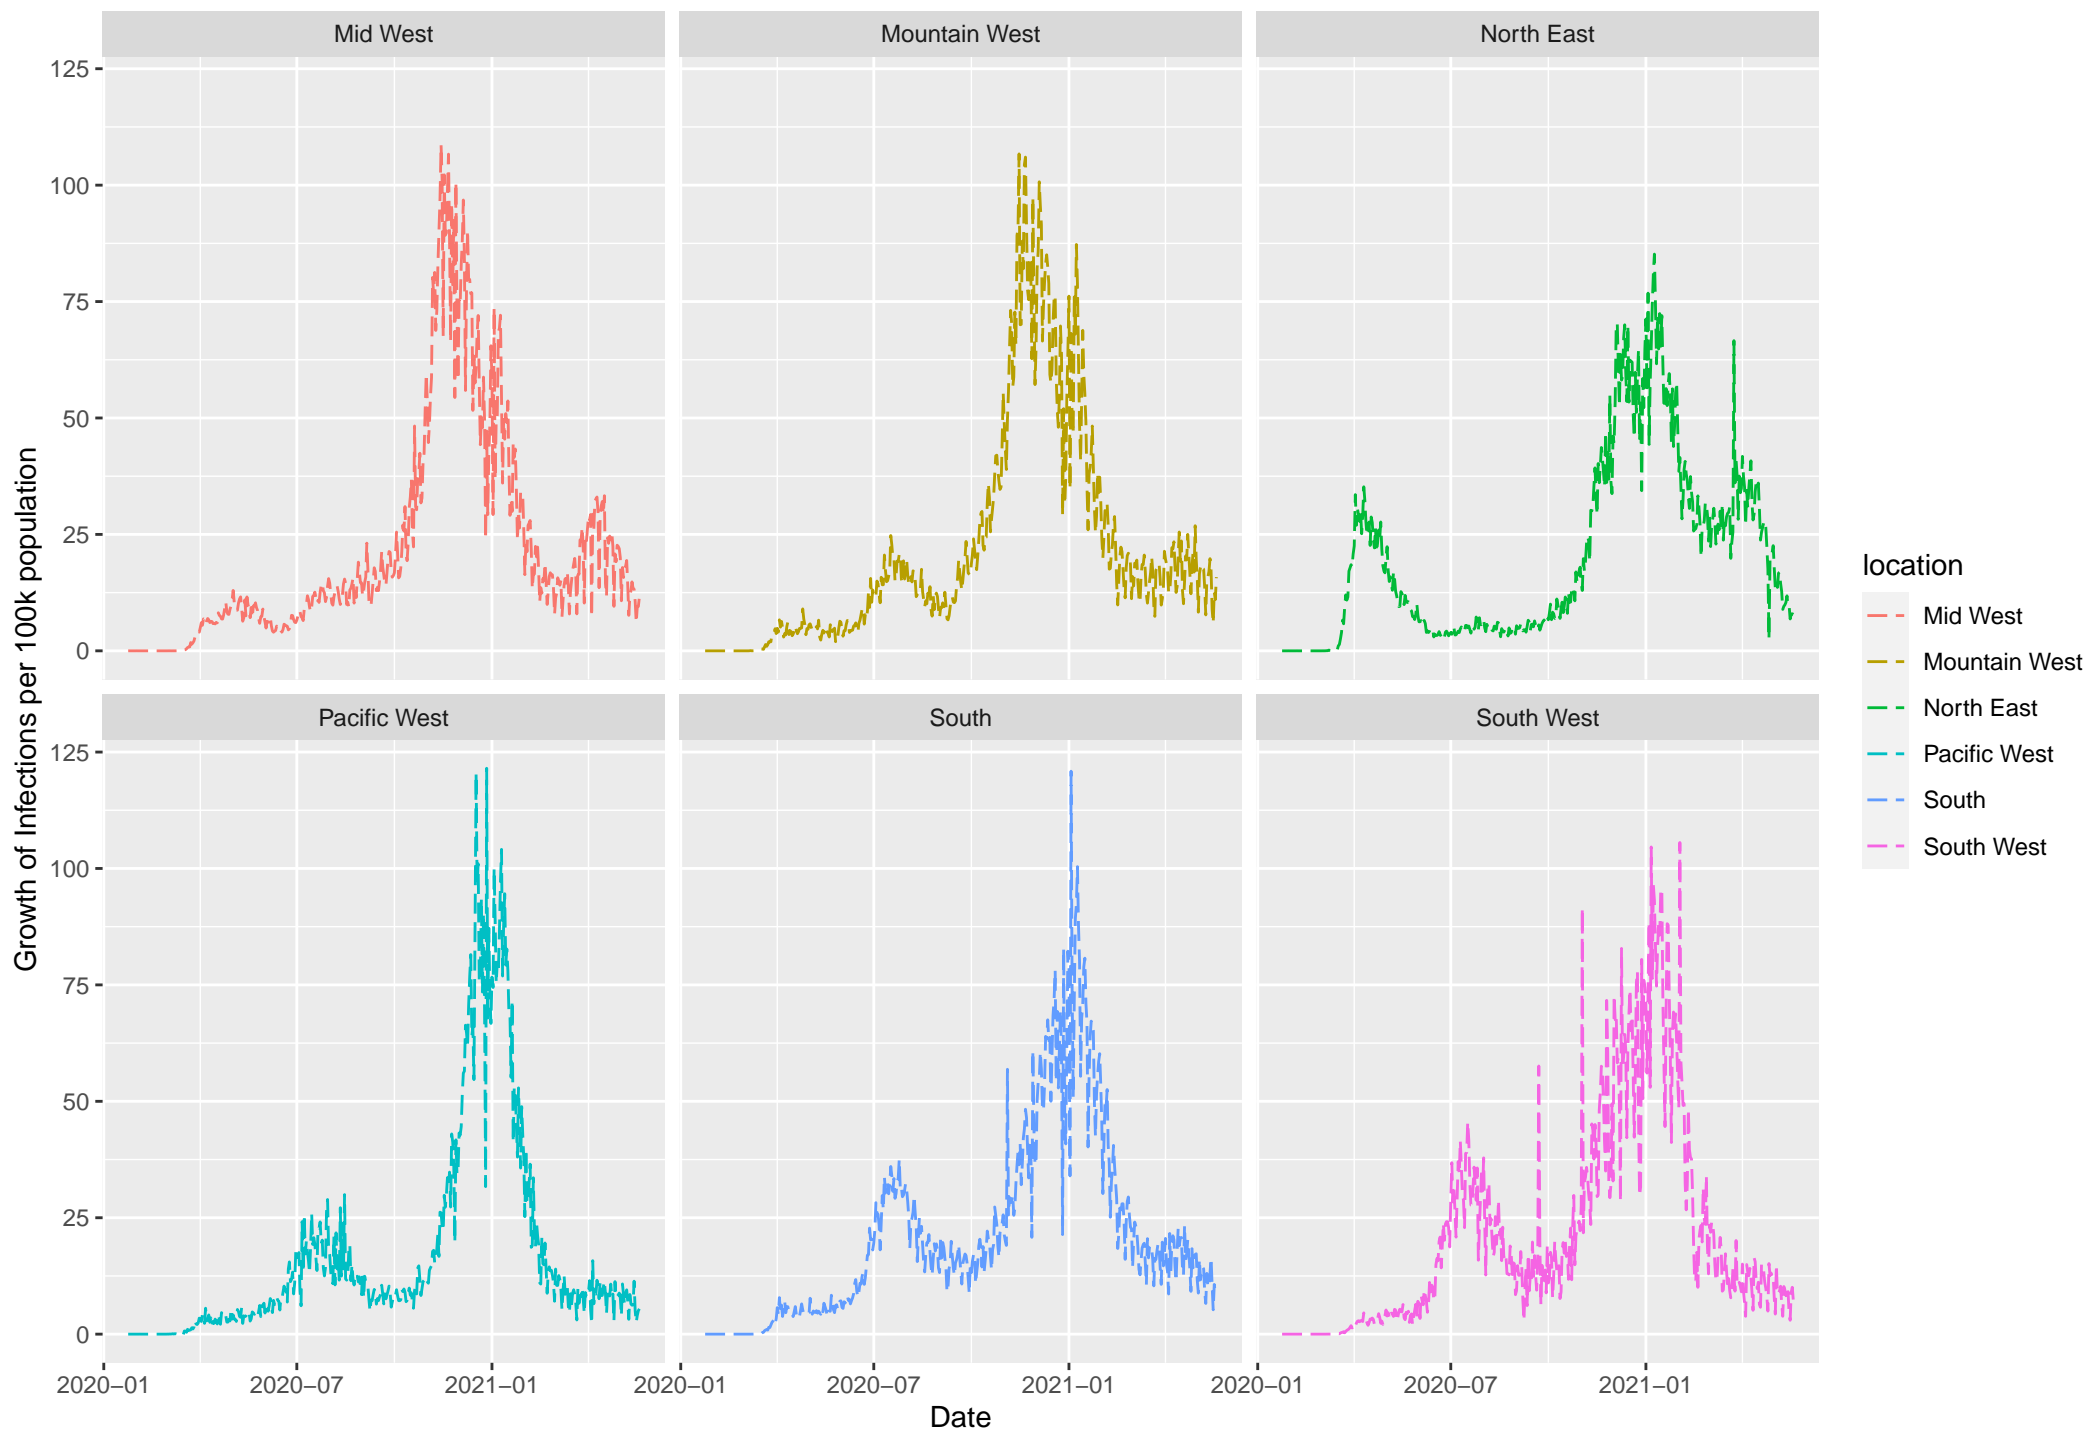 Mid West
Mountain West
North East
125
100
75
50
25
0
Pacific West
South
South West
125
100
75
50
25
0
2020−01
2020−07
2021−01
2020−01
2020−07
2021−01
2020−01
2020−07
2021−01
Date
Growth of Infections per 100k population
location
Mid West
Mountain West
North East
Pacific West
South
South West